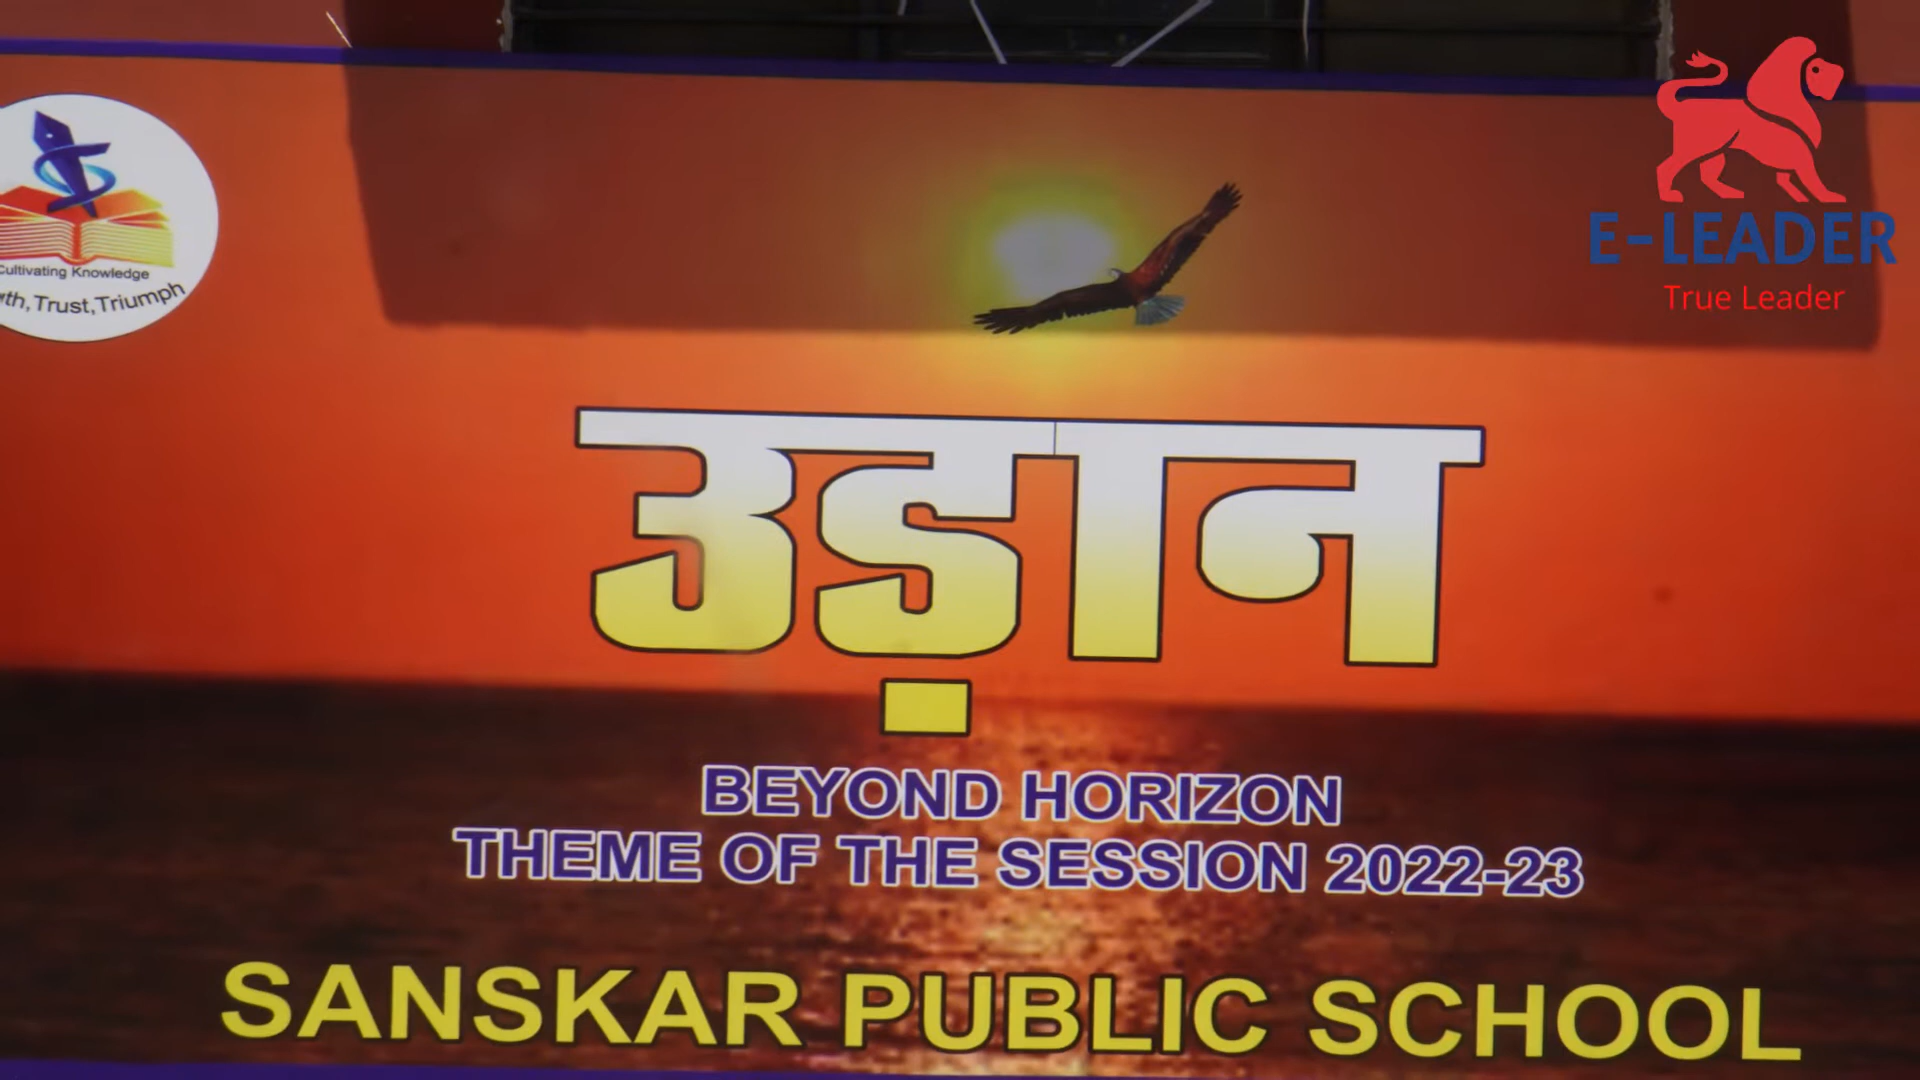 Cultivating Knowledge
Trust, Triumph
E-LEADER
True Leader
उड़ान
BEYOND HORIZON
THEME OF THE SESSION 2022-23
SANSKAR PUBLIC SCHOOL